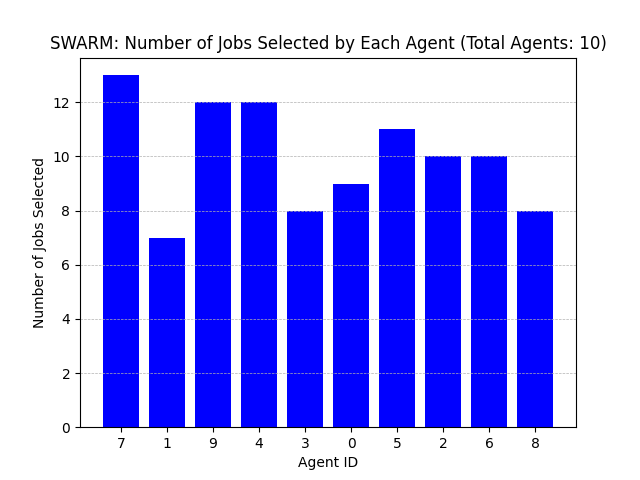 SWARM: Number of Jobs Selected by Each Agent (Total Agents: 10)
Number of Jobs Selected
12
10
8
6
4
2
0
7 1 9 4 3 0 5 2 6 8
Agent ID